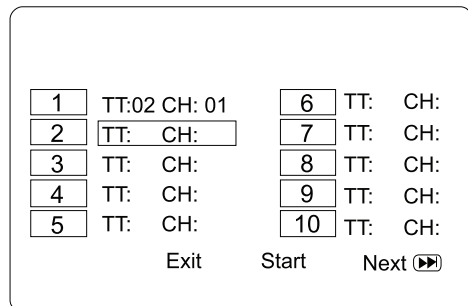 1 TT:02 CH: 01 6 TT: CH:
2 TT: CH: 7 TT: CH:
3 TT: CH: 8 TT: CH:
4 TT: CH: 9 TT: CH:
5 TT: CH: 10 TT: CH:
Exit Start Next